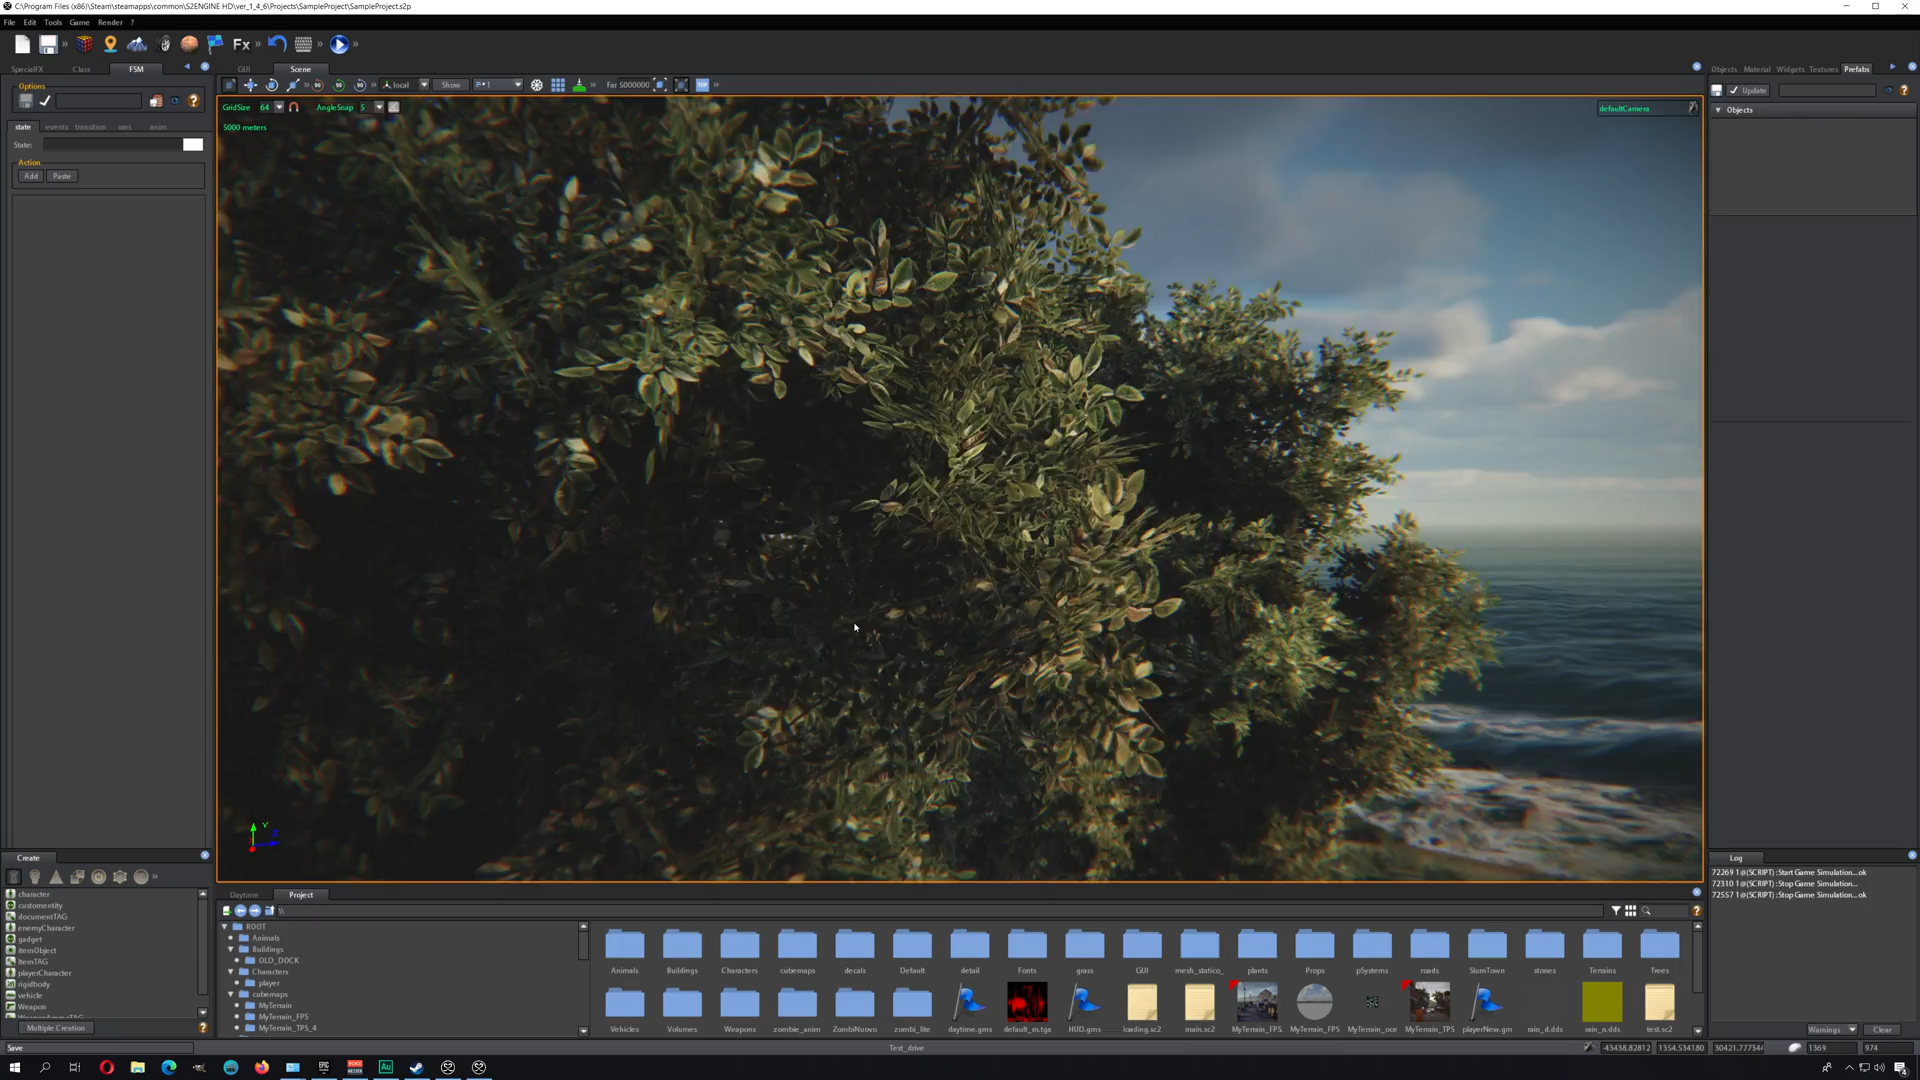 C:\Program Files (x86)\Steam\steamapps\common\S2ENGINE HD\ver_1_4_6\Projects\SampleProject\SampleProject.s2p
File Edit Tools Game Render ?
Fx
SpecialFX Class FSM
GUI Scene
Objects Material Widgets Textures Prefabs
Options
local Show 1 Far 5000000 TOP
Update
GridSize 64 AngleSnap 5
defaultCamera
Objects
5000 meters
state events transition vars anim
State:
Action
Add Paste
Y
Z
Create
Log
72269 1@(SCRIPT) :Start Game Simulation...ok
72310 1@(SCRIPT) :Stop Game Simulation...
72557 1@(SCRIPT) :Stop Game Simulation...ok
character
customentity
documentTAG
enemyCharacter
gadget
itemObject
ItemTAG
playerCharacter
rigidbody
vehicle
Weapon
Multiple Creation
Daytime Project
\\
ROOT
Animals
Buildings
OLD_DOCK
Characters
player
cubemaps
MyTerrain
MyTerrain_FPS
MyTerrain_TPS_4
Animals Buildings Characters cubemaps decals Default detail Fonts grass GUI mesh_statico_ plants Props pSystems roads SlumTown stones Terrains Trees
Vehicles Volumes Weapons zombie_anim ZombiNuovo zombi_lite daytime.gms default_m.tga HUD.gms loading.sc2 main.sc2 MyTerrain_FPS. MyTerrain_FPS MyTerrain_oce MyTerrain_TPS playerNew.gm rain_d.dds rain_n.dds test.sc2
Warnings Clear
Save
Test_drive
-43438.82812 1354.534180 30421.777344 1369 974